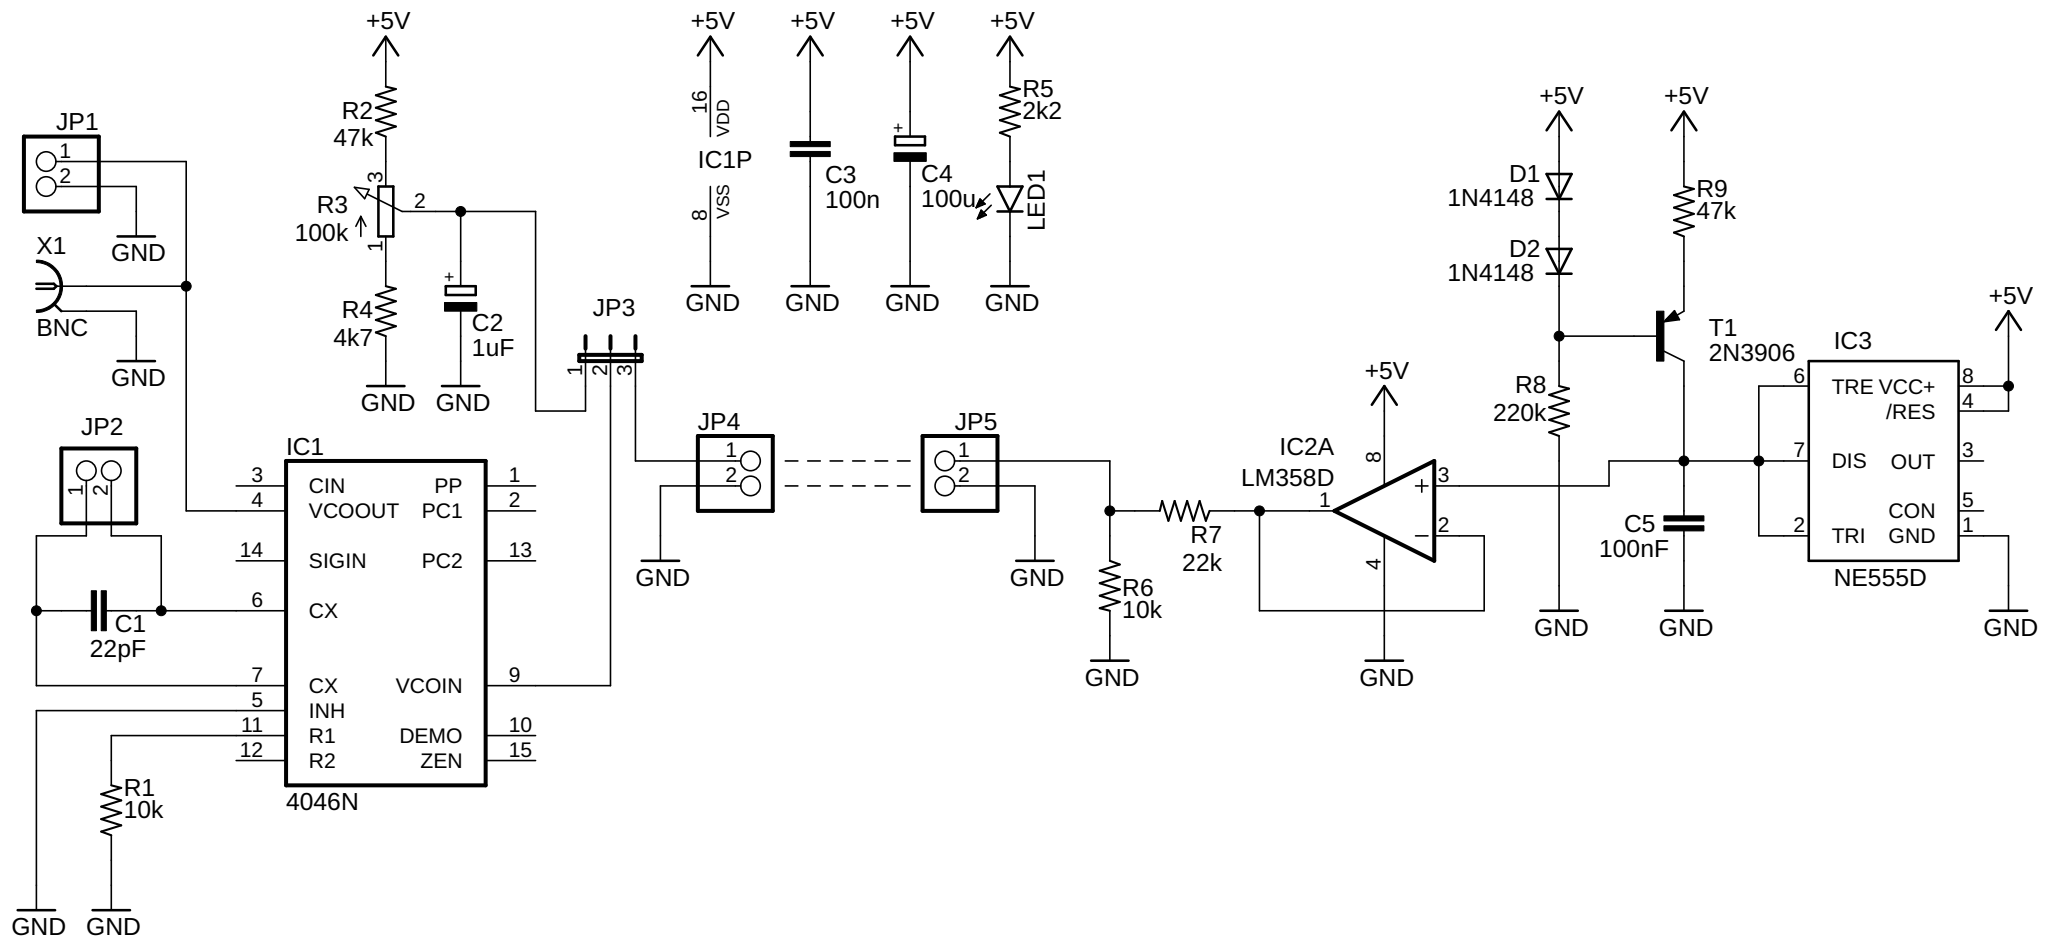 +5V
+5V
+5V
+5V
+5V
R2
47k
3
R3
100k
1
2
R4
4k7
GND
+
C2
1uF
GND
16
VDD
IC1P
8
VSS
GND
C3
100n
GND
+
C4
100u
GND
R5
2k2
LED1
GND
JP1
1
2
GND
X1
BNC
GND
JP2
1
2
C1
22pF
JP3
1
2
3
IC1
3
CIN
PP
1
4
VCOOUT
PC1
2
14
SIGIN
PC2
13
6
CX
7
CX
VCOIN
9
5
INH
11
R1
DEMO
10
12
R2
ZEN
15
4046N
R1
10k
GND
GND
JP4
1
2
GND
JP5
1
2
GND
R7
22k
R6
10k
GND
+5V
IC2A
LM358D
8
1
+
3
−
2
4
GND
+5V
+5V
D1
1N4148
D2
1N4148
R9
47k
T1
2N3906
R8
220k
GND
C5
100nF
GND
+5V
IC3
6
TRE
VCC+
8
/RES
4
7
DIS
OUT
3
CON
5
2
TRI
GND
1
NE555D
GND